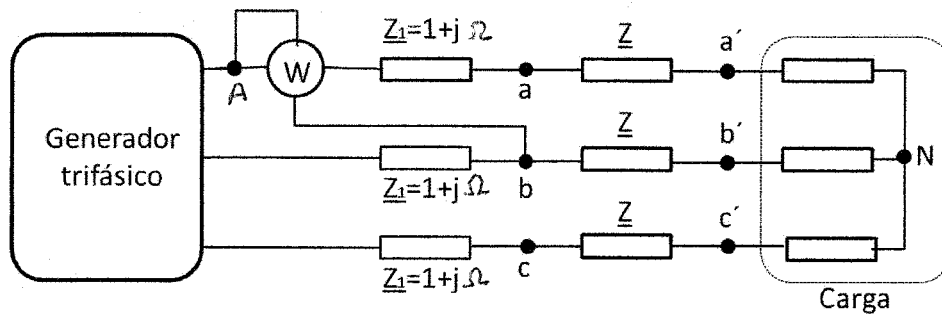 Z1=1+j Ω
Z
a´
W
A
a
Generador
trifásico
Z
b´
N
Z1=1+j Ω
b
Z
c´
Z1=1+j Ω
c
Carga